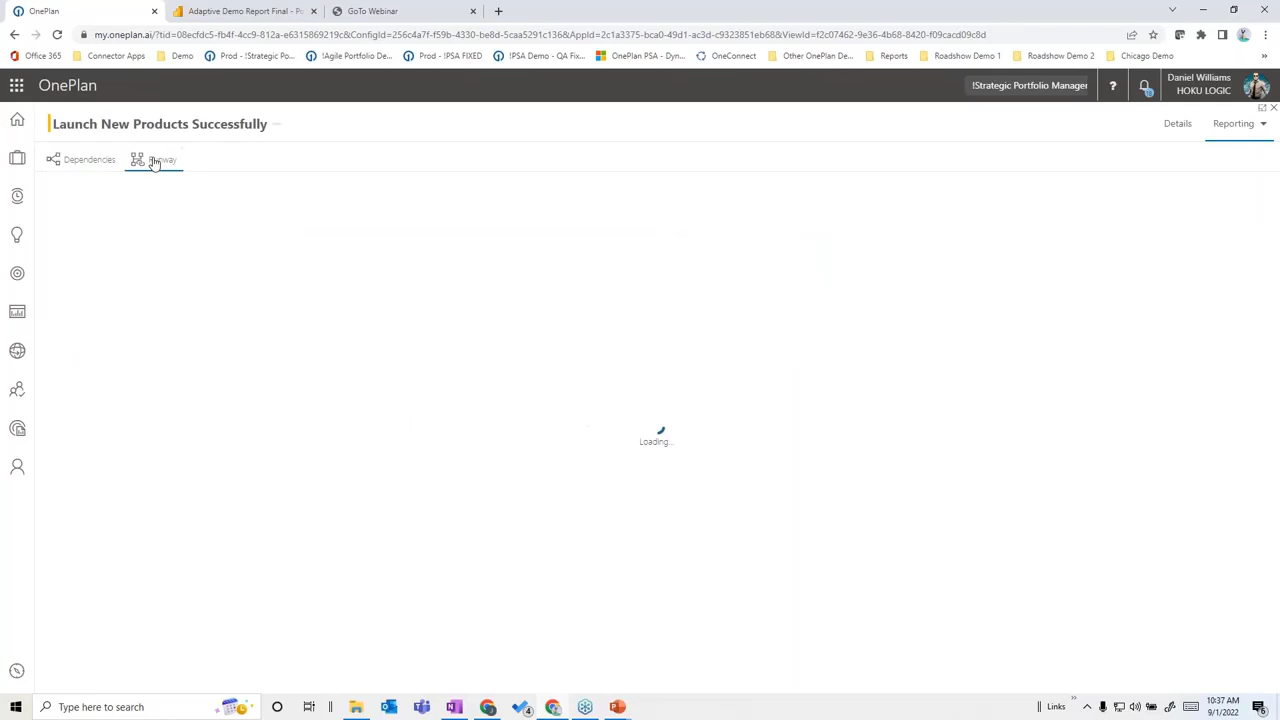 OnePlan
Adaptive Demo Report Final - Po
GoTo Webinar
my.oneplan.ai/?tid=08ecfdc5-fb4f-4cc9-812a-e6315869219c&ConfigId=256c4a7f-f59b-4330-be8d-5caa5291c136&AppId=2c1a3375-bca0-49d1-ac3d-c9332851eb68&ViewId=f2c07462-9e36-4b68-8420-f09cacd09c8d
Office 365
Connector Apps
Demo
Prod - !Strategic Po...
!Agile Portfolio De...
Prod - !PSA FIXED
!PSA Demo - QA Fix...
OnePlan PSA - Dyn...
OneConnect
Other OnePlan De...
Reports
Roadshow Demo 1
Roadshow Demo 2
Chicago Demo
»
OnePlan
!Strategic Portfolio Manager
?
Daniel Williams
HOKU LOGIC
Launch New Products Successfully
Details
Reporting
Dependencies
Loading...
Type here to search
4
Links
10:37 AM
9/1/2022